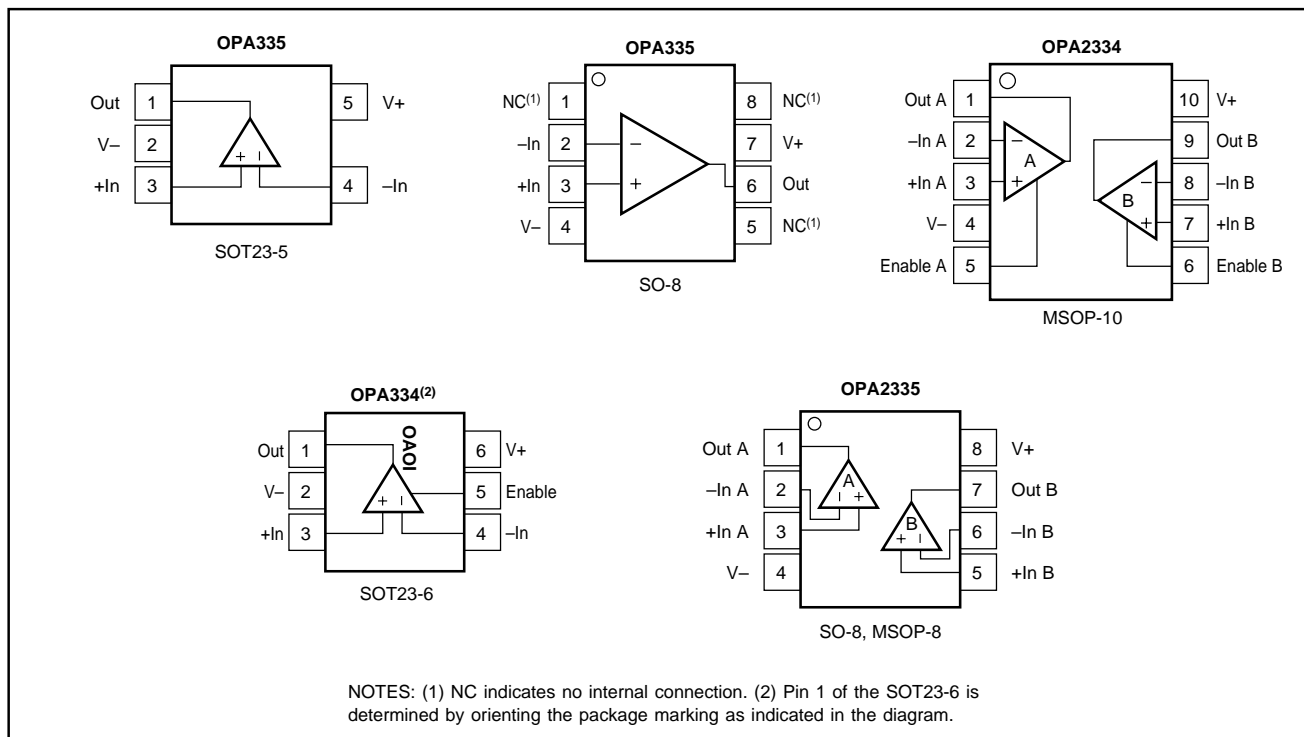 OPA335
Out 1
V– 2
+In 3
5 V+
4 –In
+ –
SOT23-5
OPA335
NC(1) 1
–In 2
+In 3
V– 4
8 NC(1)
7 V+
6 Out
5 NC(1)
–
+
SO-8
OPA2334
Out A 1
–In A 2
+In A 3
V– 4
Enable A 5
10 V+
9 Out B
8 –In B
7 +In B
6 Enable B
–
A
+
–
B
+
MSOP-10
OPA334(2)
Out 1
V– 2
+In 3
6 V+
5 Enable
4 –In
OAOI
+ –
SOT23-6
OPA2335
Out A 1
–In A 2
+In A 3
V– 4
8 V+
7 Out B
6 –In B
5 +In B
A
– +
B
+ –
SO-8, MSOP-8
NOTES: (1) NC indicates no internal connection. (2) Pin 1 of the SOT23-6 is
determined by orienting the package marking as indicated in the diagram.